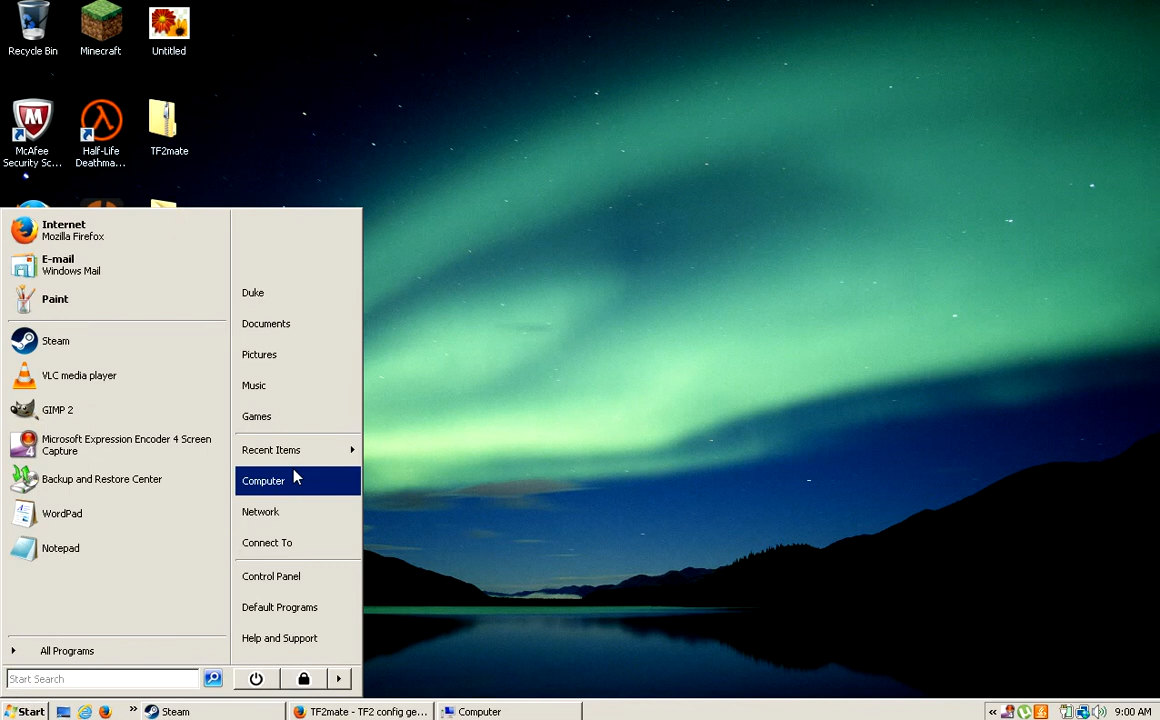 Recycle Bin
Minecraft
Untitled
McAfee
Security Sc...
Half-Life
Deathma...
TF2mate
Internet
Mozilla Firefox
E-mail
Windows Mail
Paint
Steam
VLC media player
GIMP 2
Microsoft Expression Encoder 4 Screen
Capture
Backup and Restore Center
WordPad
Notepad
All Programs
Start Search
Duke
Documents
Pictures
Music
Games
Recent Items
Computer
Network
Connect To
Control Panel
Default Programs
Help and Support
Start
Steam
TF2mate - TF2 config ge...
Computer
9:00 AM